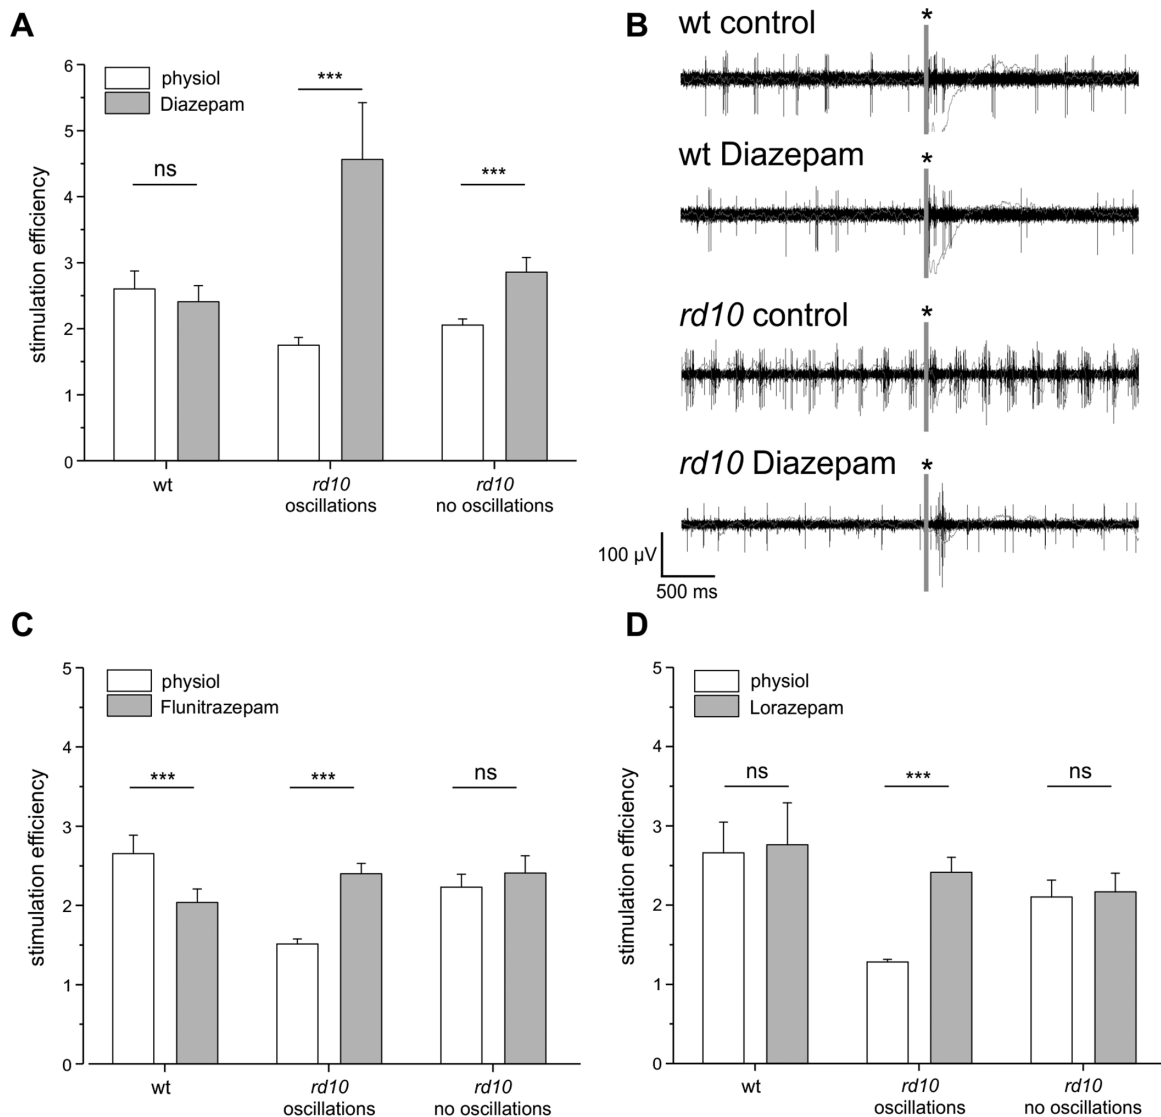 A
physiol
Diazepam
stimulation efficiency
6
5
4
3
2
1
0
ns
***
***
wt
rd10
oscillations
rd10
no oscillations
B
wt control
*
wt Diazepam
*
rd10 control
*
rd10 Diazepam
*
100 µV
500 ms
C
physiol
Flunitrazepam
stimulation efficiency
5
4
3
2
1
0
***
***
ns
wt
rd10
oscillations
rd10
no oscillations
D
physiol
Lorazepam
stimulation efficiency
5
4
3
2
1
0
ns
***
ns
wt
rd10
oscillations
rd10
no oscillations